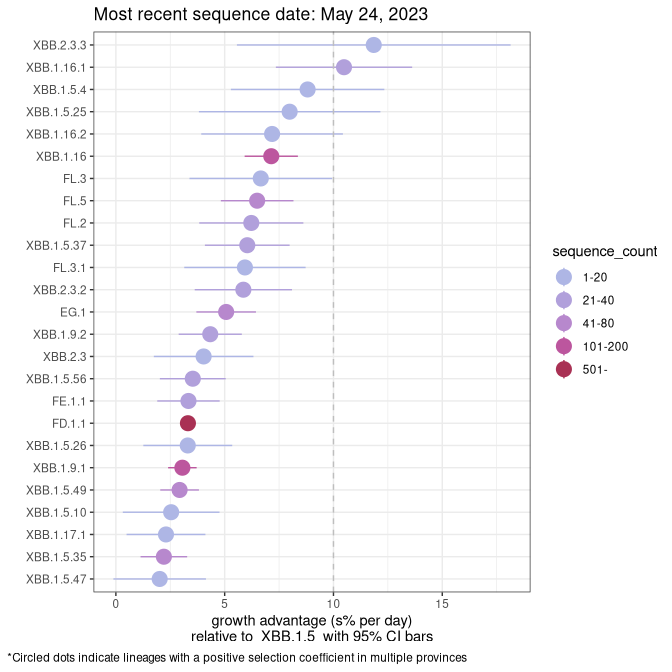 Most recent sequence date: May 24, 2023
XBB.2.3.3
XBB.1.16.1
XBB.1.5.4
XBB.1.5.25
XBB.1.16.2
XBB.1.16
FL.3
FL.5
FL.2
XBB.1.5.37
FL.3.1
XBB.2.3.2
EG.1
XBB.1.9.2
XBB.2.3
XBB.1.5.56
FE.1.1
FD.1.1
XBB.1.5.26
XBB.1.9.1
XBB.1.5.49
XBB.1.5.10
XBB.1.17.1
XBB.1.5.35
XBB.1.5.47
0 5 10 15
growth advantage (s% per day)
relative to XBB.1.5 with 95% CI bars
sequence_count
1-20
21-40
41-80
101-200
501-
*Circled dots indicate lineages with a positive selection coefficient in multiple provinces